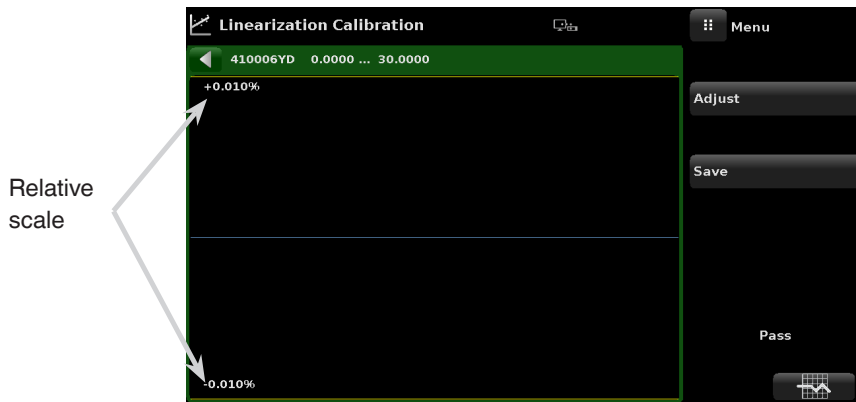 Linearization Calibration
Menu
410006YD 0.0000 ... 30.0000
+0.010%
Adjust
Save
Relative
scale
Pass
-0.010%